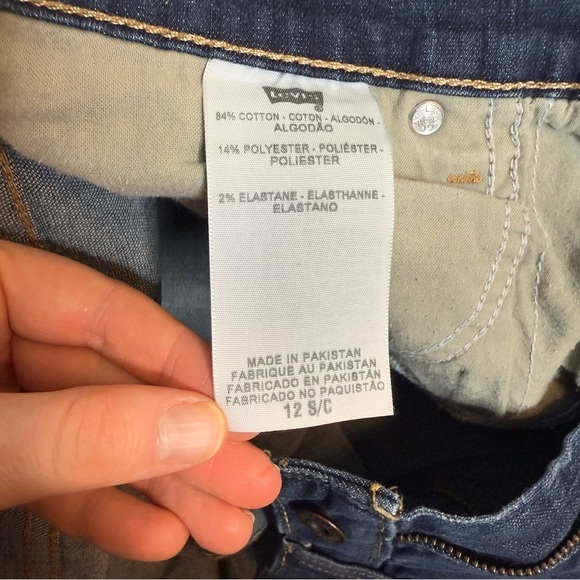 Levi's
84% COTTON - COTON - ALGODÓN -
ALGODÃO
14% POLYESTER - POLIÉSTER -
POLIESTER
2% ELASTANE - ÉLASTHANNE -
ELASTANO
MADE IN PAKISTAN
FABRIQUE AU PAKISTAN
FABRICADO EN PAKISTÁN
FABRICADO NO PAQUISTÃO
12 S/C